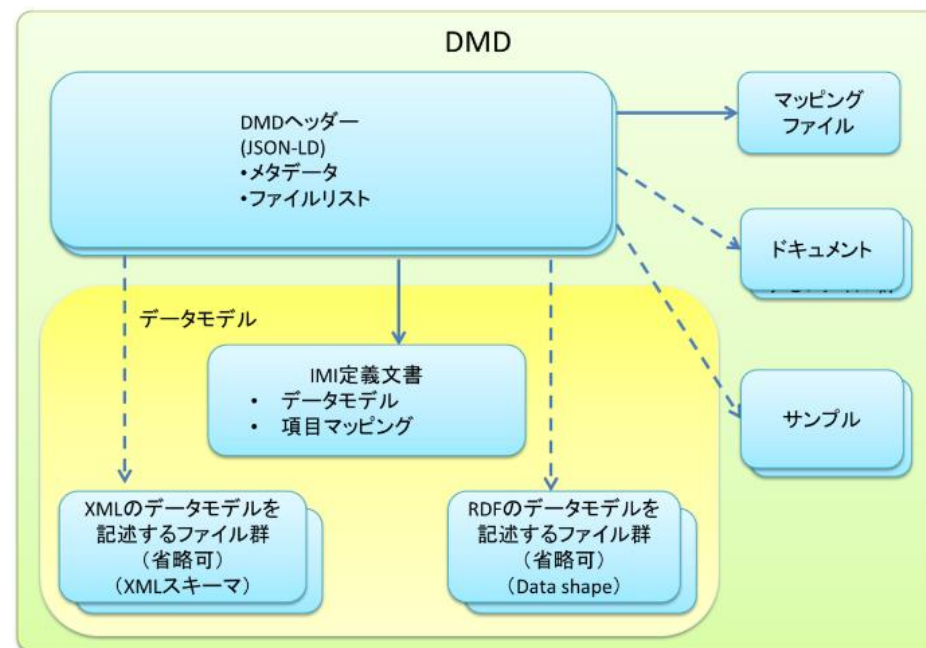 DMD
DMDヘッダー
(JSON-LD)
•メタデータ
•ファイルリスト
マッピング
ファイル
ドキュメント
サンプル
データモデル
IMI定義文書
• データモデル
• 項目マッピング
XMLのデータモデルを
記述するファイル群
（省略可）
（XMLスキーマ）
RDFのデータモデルを
記述するファイル群
（省略可）
（Data shape）